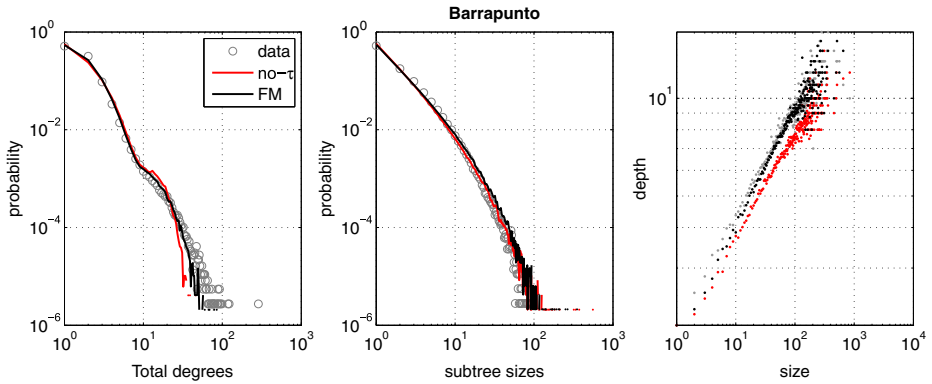 Barrapunto
10^0
10^-2
10^-4
10^-6
probability
10^0
10^1
10^2
10^3
Total degrees
data
no-τ
FM
10^0
10^-2
10^-4
10^-6
probability
10^0
10^1
10^2
10^3
subtree sizes
10^1
depth
10^0
10^1
10^2
10^3
10^4
size